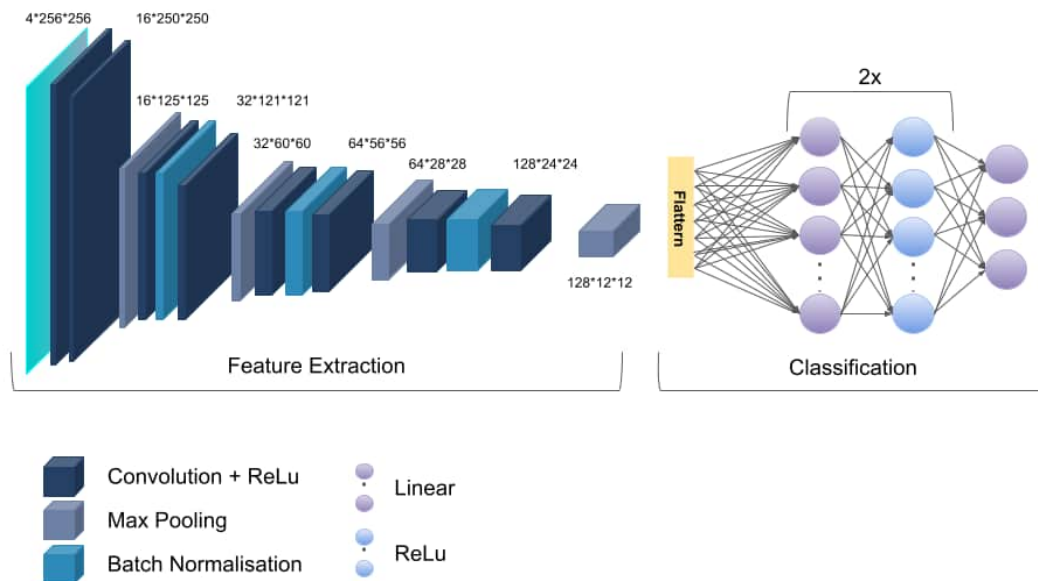 4*256*256
16*250*250
16*125*125
32*121*121
32*60*60
64*56*56
64*28*28
128*24*24
128*12*12
Feature Extraction
2x
Flattern
Classification
Convolution + ReLu
Max Pooling
Batch Normalisation
Linear
ReLu